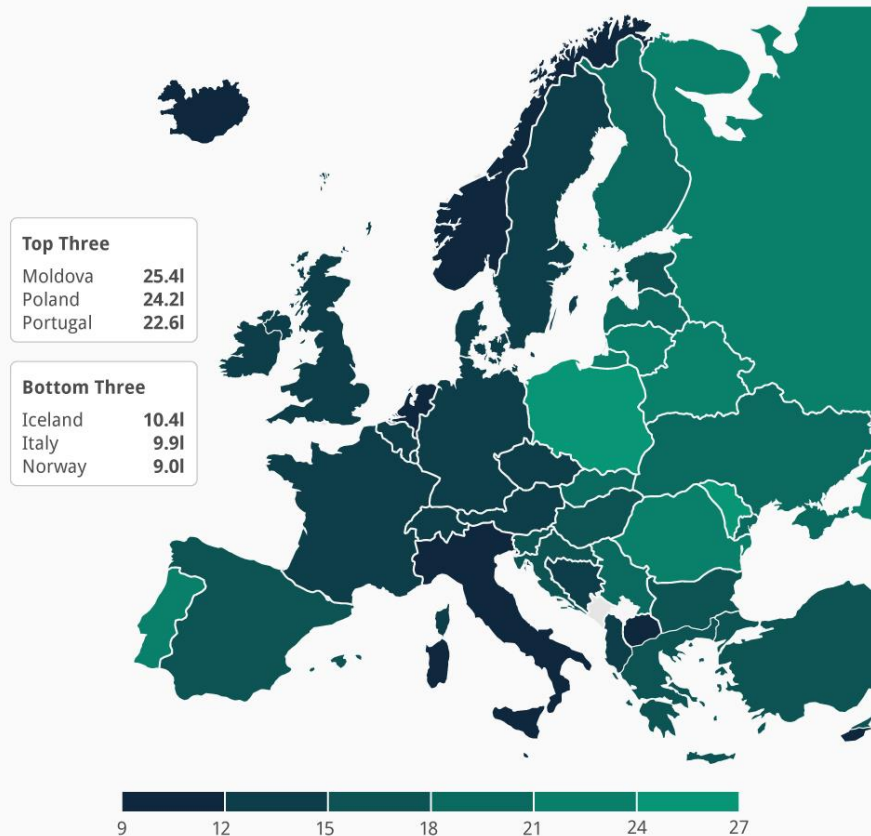 Top Three
Moldova 25.4l
Poland 24.2l
Portugal 22.6l
Bottom Three
Iceland 10.4l
Italy 9.9l
Norway 9.0l
9 12 15 18 21 24 27